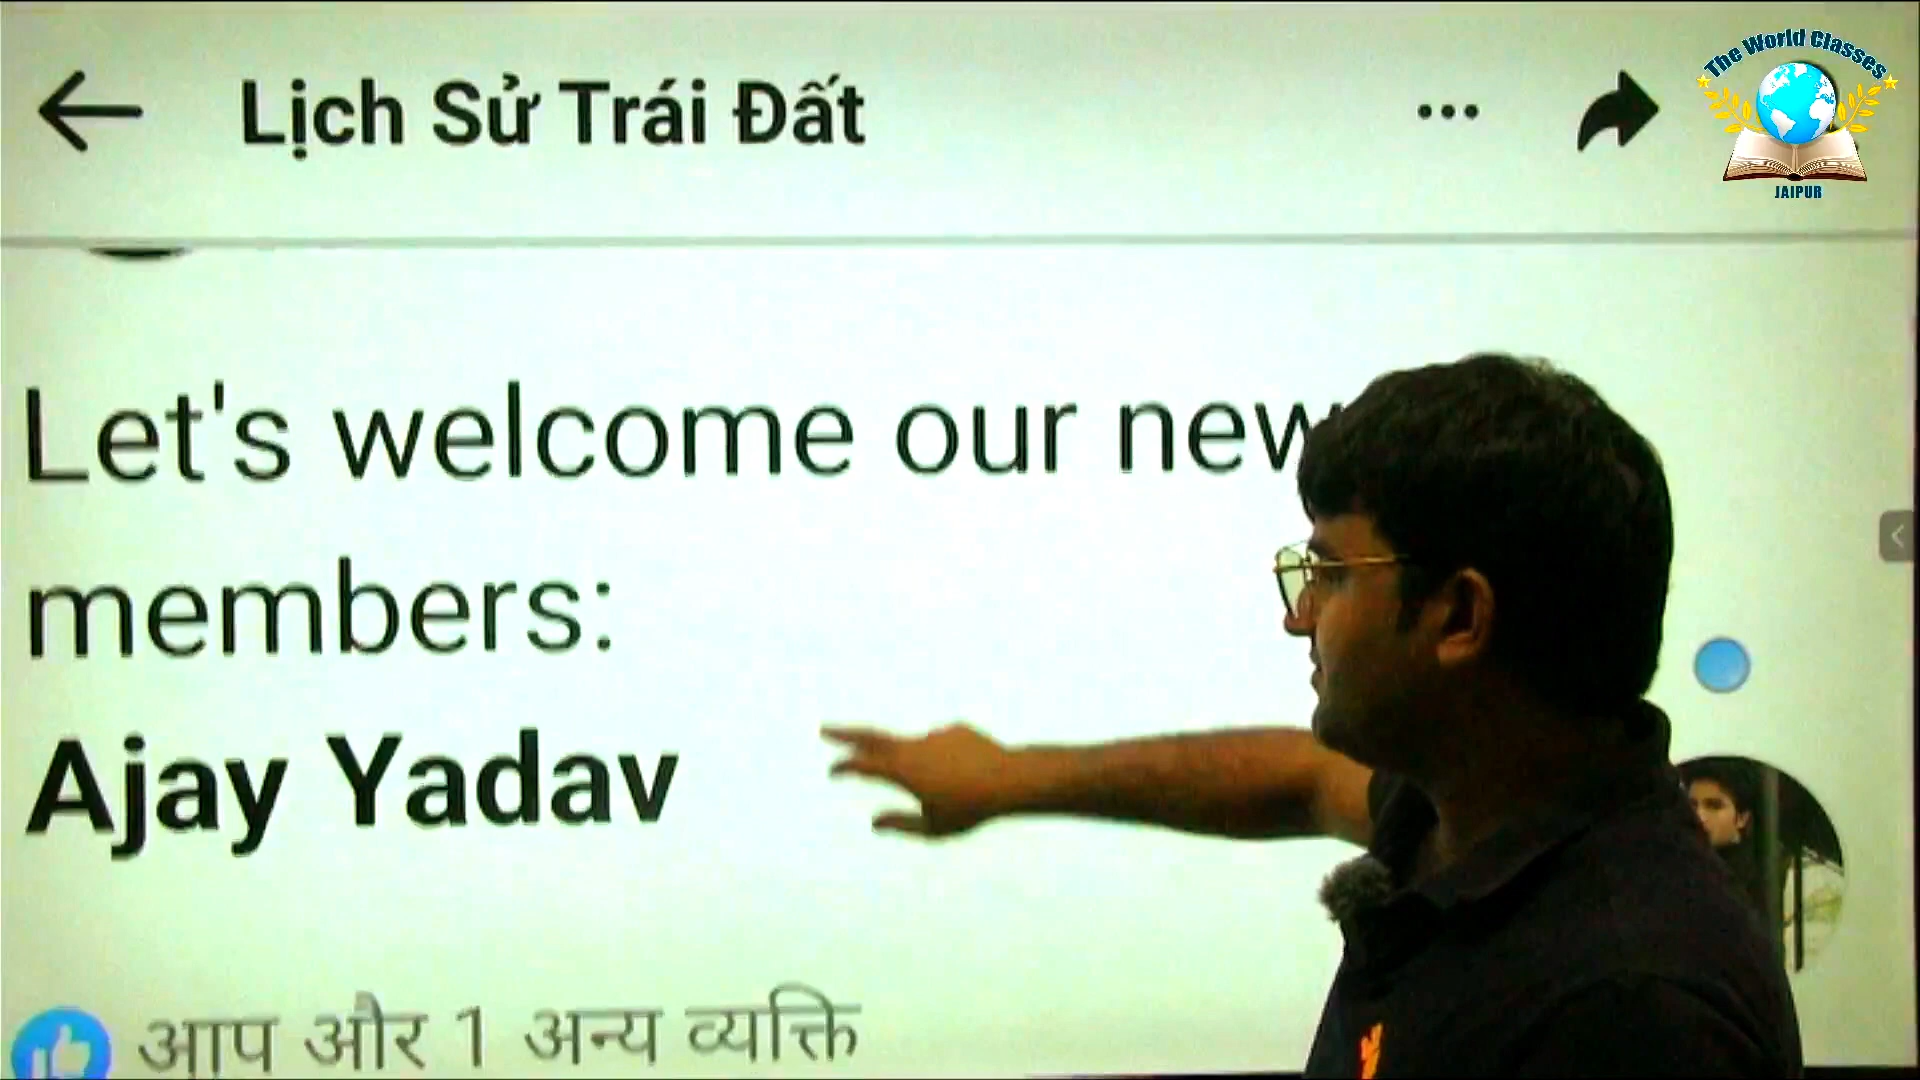 Lịch Sử Trái Đất
The World Classes
JAIPUR
Let's welcome our new
members:
Ajay Yadav
आप और 1 अन्य व्यक्ति